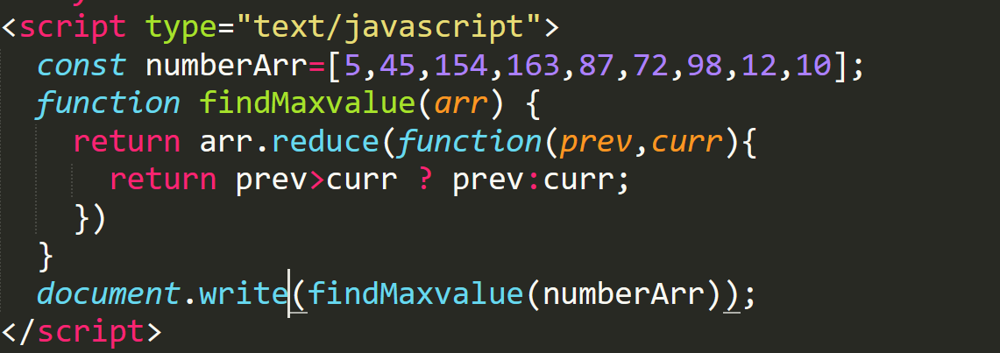 <script type="text/javascript">
const numberArr=[5,45,154,163,87,72,98,12,10];
function findMaxvalue(arr) {
return arr.reduce(function(prev,curr){
return prev>curr ? prev:curr;
})
}
document.write(findMaxvalue(numberArr));
</script>